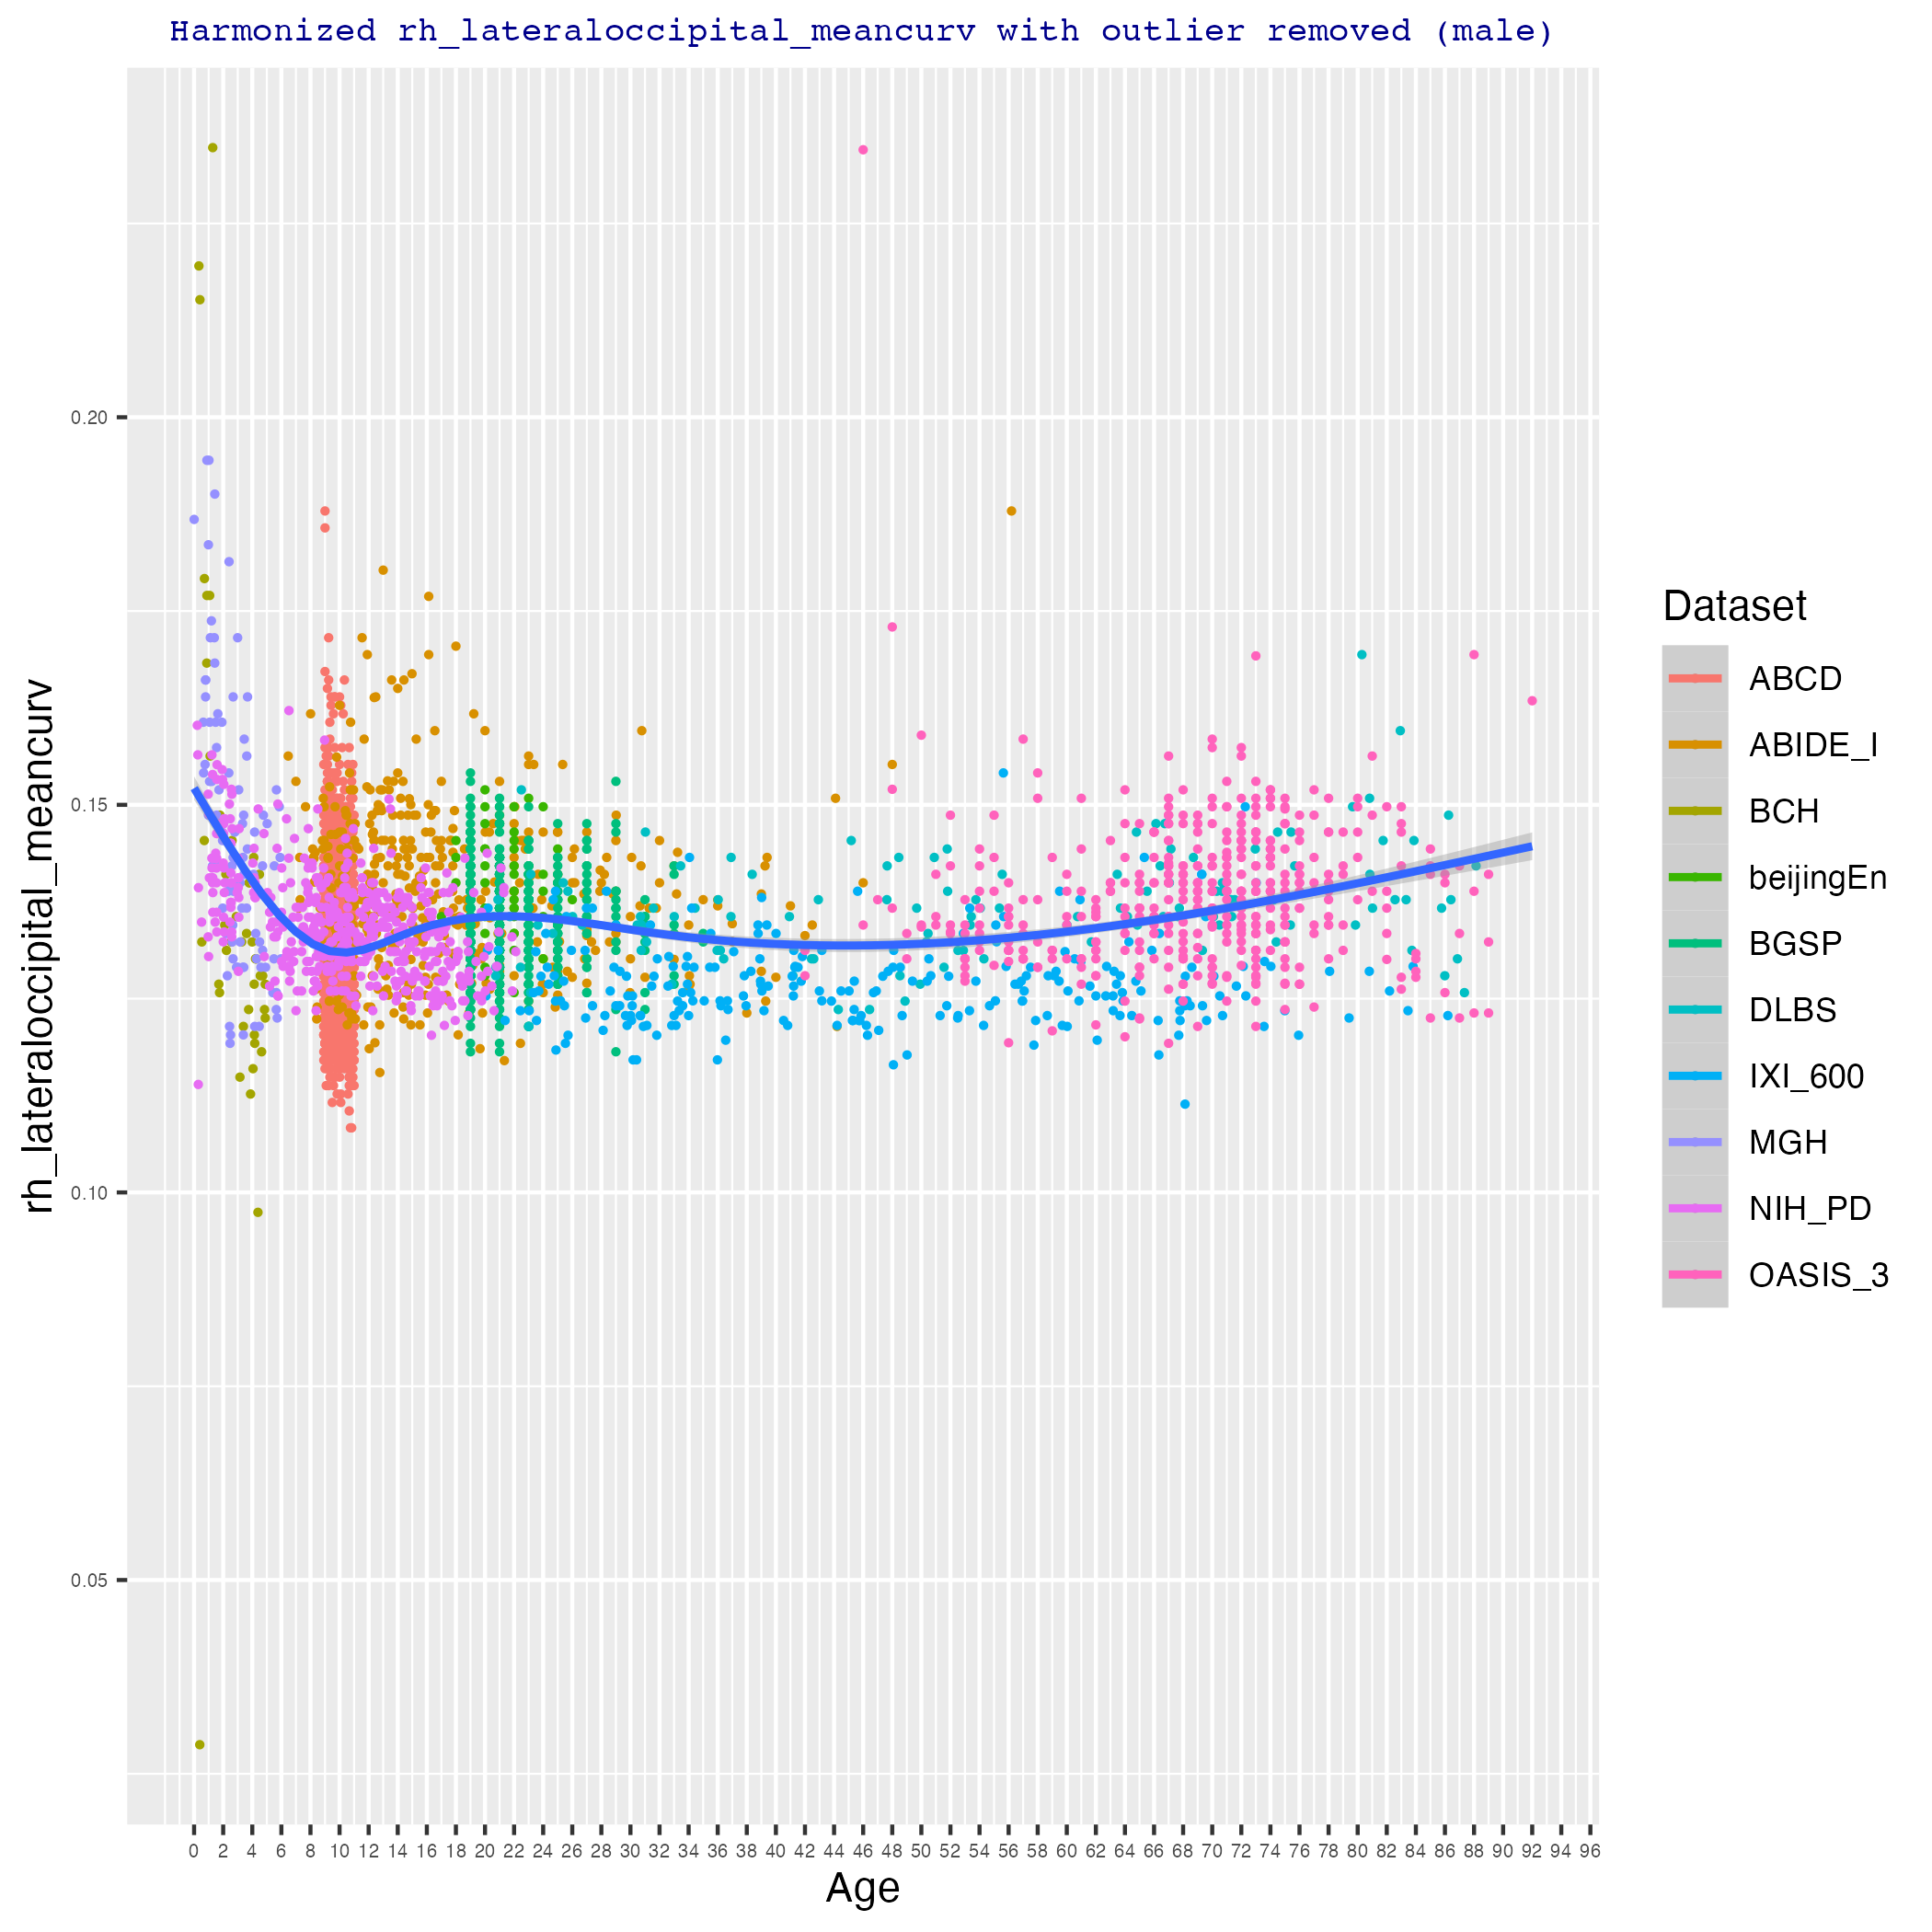 Harmonized rh_lateraloccipital_meancurv with outlier removed (male)
rh_lateraloccipital_meancurv
0.20
0.15
0.10
0.05
0 2 4 6 8 10 12 14 16 18 20 22 24 26 28 30 32 34 36 38 40 42 44 46 48 50 52 54 56 58 60 62 64 66 68 70 72 74 76 78 80 82 84 86 88 90 92 94 96
Age
Dataset
ABCD
ABIDE_I
BCH
beijingEn
BGSP
DLBS
IXI_600
MGH
NIH_PD
OASIS_3